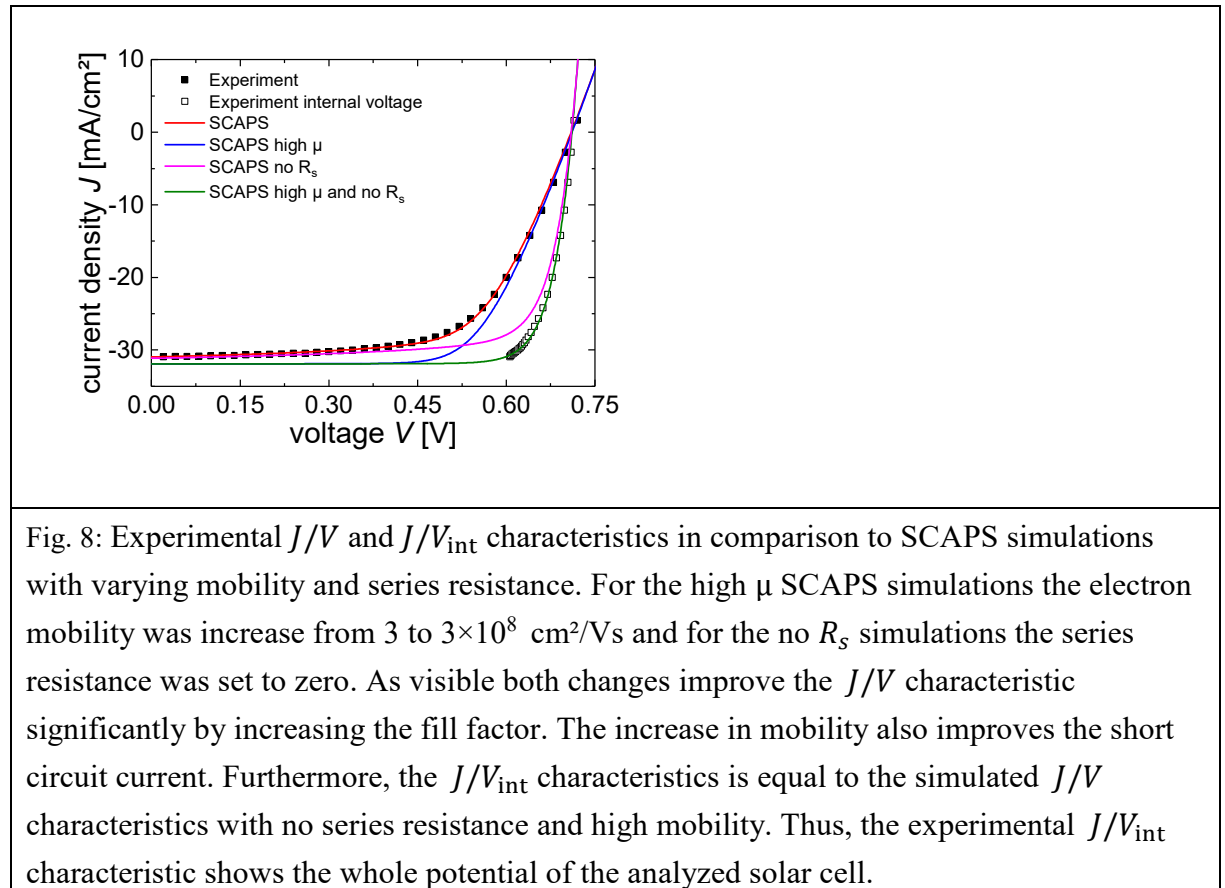 10
0
-10
-20
-30
current density J [mA/cm²]
Experiment
Experiment internal voltage
SCAPS
SCAPS high μ
SCAPS no Rs
SCAPS high μ and no Rs
0.00 0.15 0.30 0.45 0.60 0.75
voltage V [V]
Fig. 8: Experimental J/V and J/Vint characteristics in comparison to SCAPS simulations
with varying mobility and series resistance. For the high μ SCAPS simulations the electron
mobility was increase from 3 to 3×10⁸ cm²/Vs and for the no Rs simulations the series
resistance was set to zero. As visible both changes improve the J/V characteristic
significantly by increasing the fill factor. The increase in mobility also improves the short
circuit current. Furthermore, the J/Vint characteristics is equal to the simulated J/V
characteristics with no series resistance and high mobility. Thus, the experimental J/Vint
characteristic shows the whole potential of the analyzed solar cell.